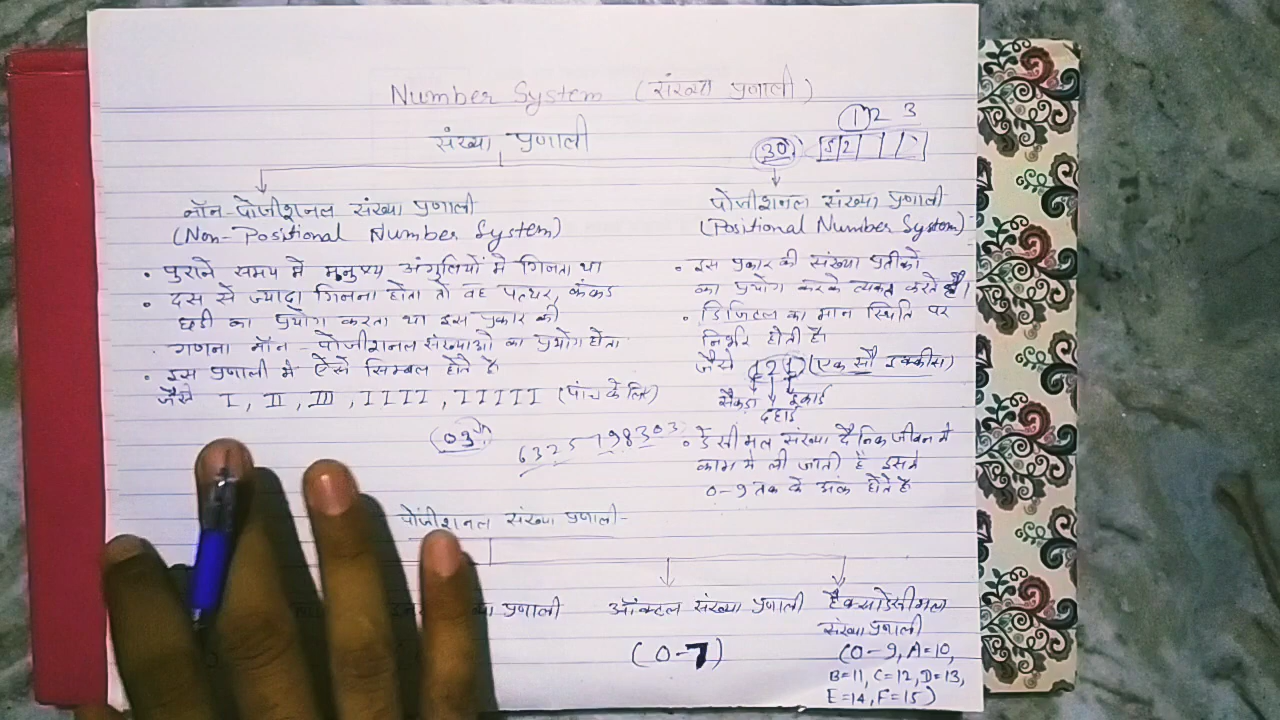 Number System (संख्या प्रणाली)
संख्या प्रणाली
1 2 3
30
5 2
नॉन-पोजीशनल संख्या प्रणाली
(Non-Positional Number System)
• पुराने समय मे मनुष्य अंगुलियों मे गिनता था
• दस से ज्यादा गिनना होता तो वह पत्थर, कंकड
छडी का प्रयोग करता था इस प्रकार की
गणना नॉन-पोजीशनल संख्याओ का प्रयोग होता
• इस प्रणाली मे ऐसे सिम्बल होते है
जैसे I, II, III, IIII, IIIII (पांच के लिए)
पोजीशनल संख्या प्रणाली
(Positional Number System)
• इस प्रकार की संख्या प्रतीको
का प्रयोग करके व्यक्त करते है।
• डिजिटल का मान स्थिति पर
निर्भर होती है।
जैसे 121 (एक सौ इक्कीस)
सैकडा इकाई
दहाई
• डेसीमल संख्या दैनिक जीवन मे
काम मे ली जाती है इसमे
0-9 तक के अंक होते है
03
6325198303
पोजीशनल संख्या प्रणाली
प्रणाली ऑक्टल संख्या प्रणाली हैक्साडेसीमल
संख्या प्रणाली
(0-7)
(0-9, A=10,
B=11, C=12, D=13,
E=14, F=15)